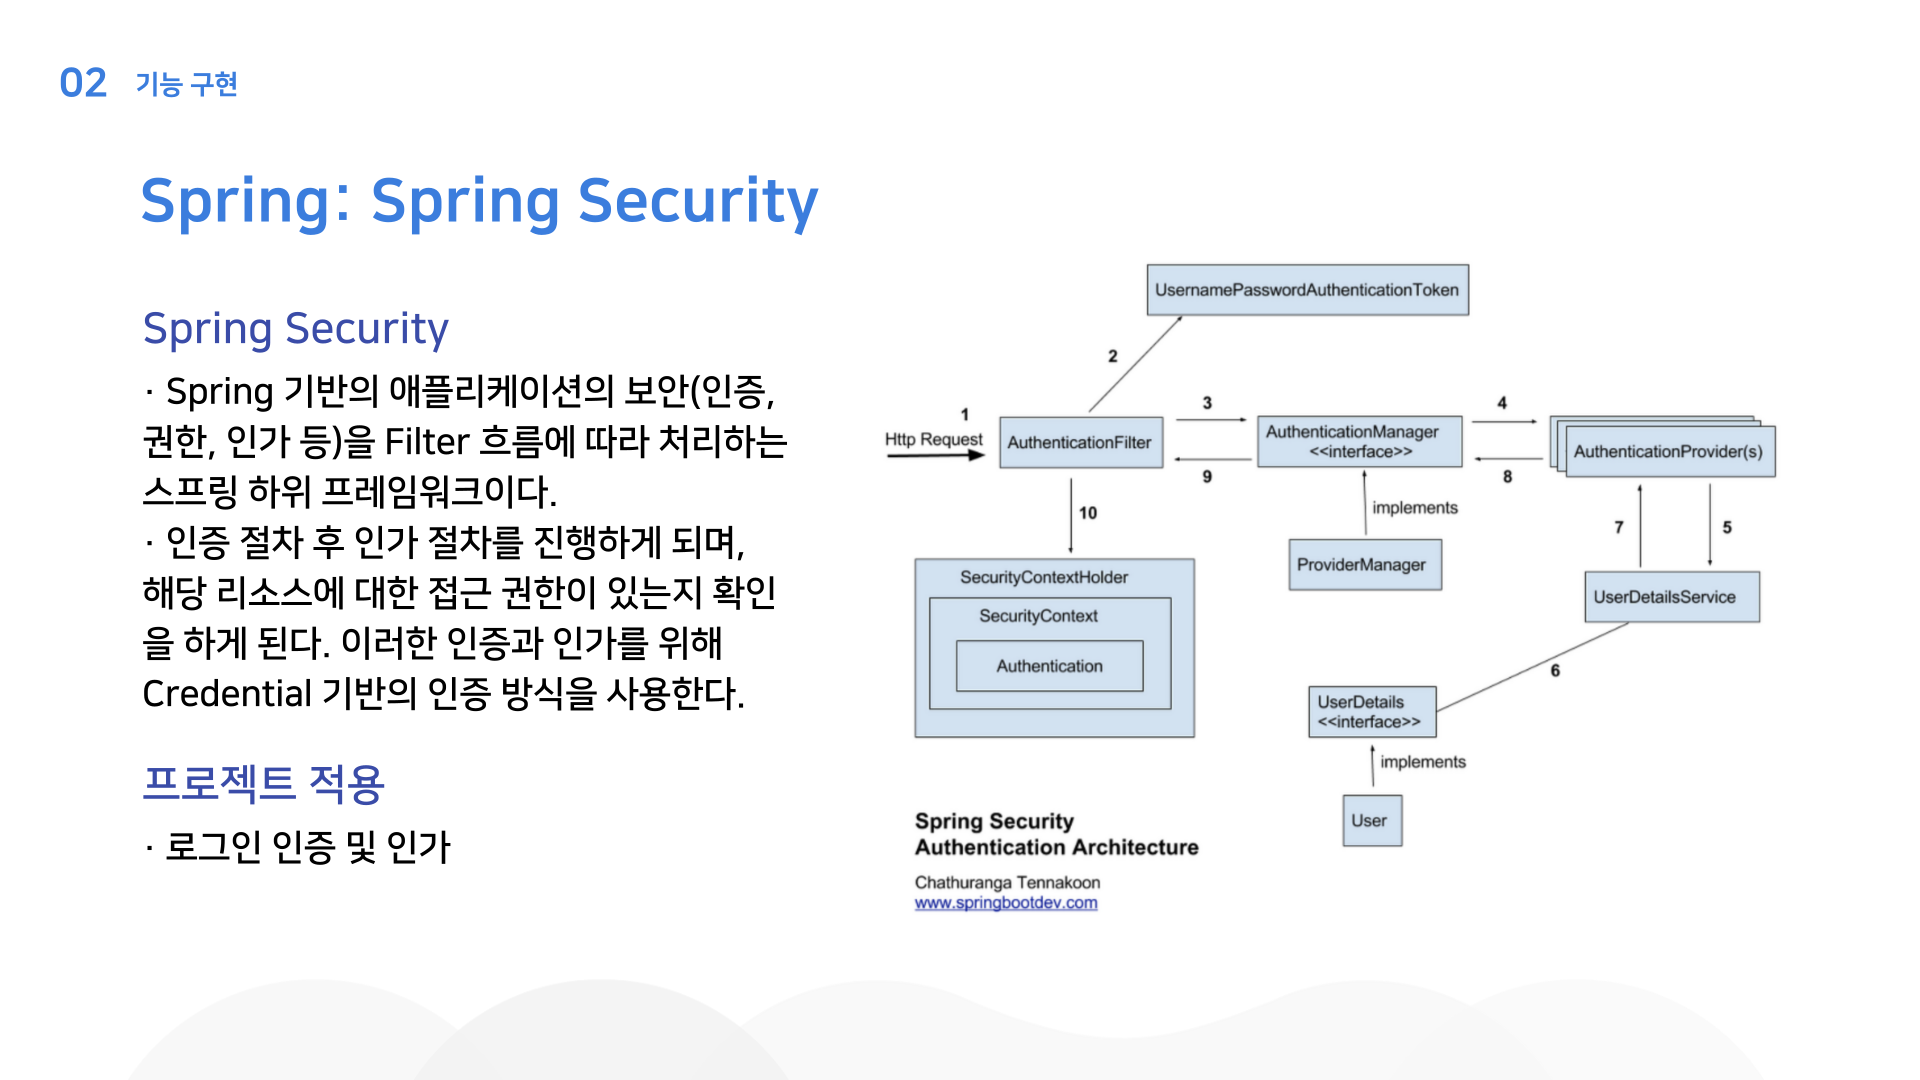 02 기능 구현
Spring: Spring Security
Spring Security
· Spring 기반의 애플리케이션의 보안(인증,
권한, 인가 등)을 Filter 흐름에 따라 처리하는
스프링 하위 프레임워크이다.
· 인증 절차 후 인가 절차를 진행하게 되며,
해당 리소스에 대한 접근 권한이 있는지 확인
을 하게 된다. 이러한 인증과 인가를 위해
Credential 기반의 인증 방식을 사용한다.
프로젝트 적용
· 로그인 인증 및 인가
UsernamePasswordAuthenticationToken
2
1
Http Request
AuthenticationFilter
3
9
AuthenticationManager
<<interface>>
4
8
AuthenticationProvider(s)
10
implements
7
5
ProviderManager
SecurityContextHolder
SecurityContext
Authentication
UserDetailsService
6
UserDetails
<<interface>>
implements
User
Spring Security
Authentication Architecture
Chathuranga Tennakoon
www.springbootdev.com